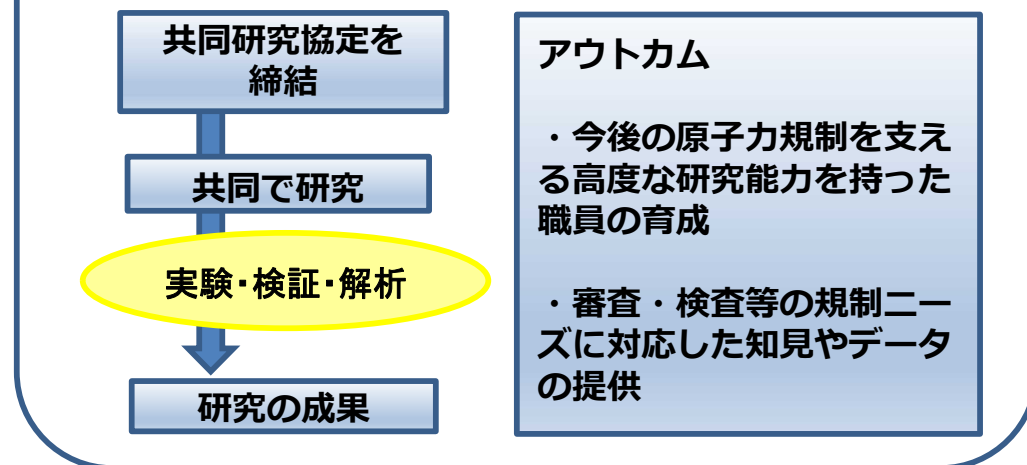 共同研究協定を
締結
共同で研究
実験・検証・解析
研究の成果
アウトカム
・今後の原子力規制を支え
る高度な研究能力を持った
職員の育成
・審査・検査等の規制ニー
ズに対応した知見やデータ
の提供